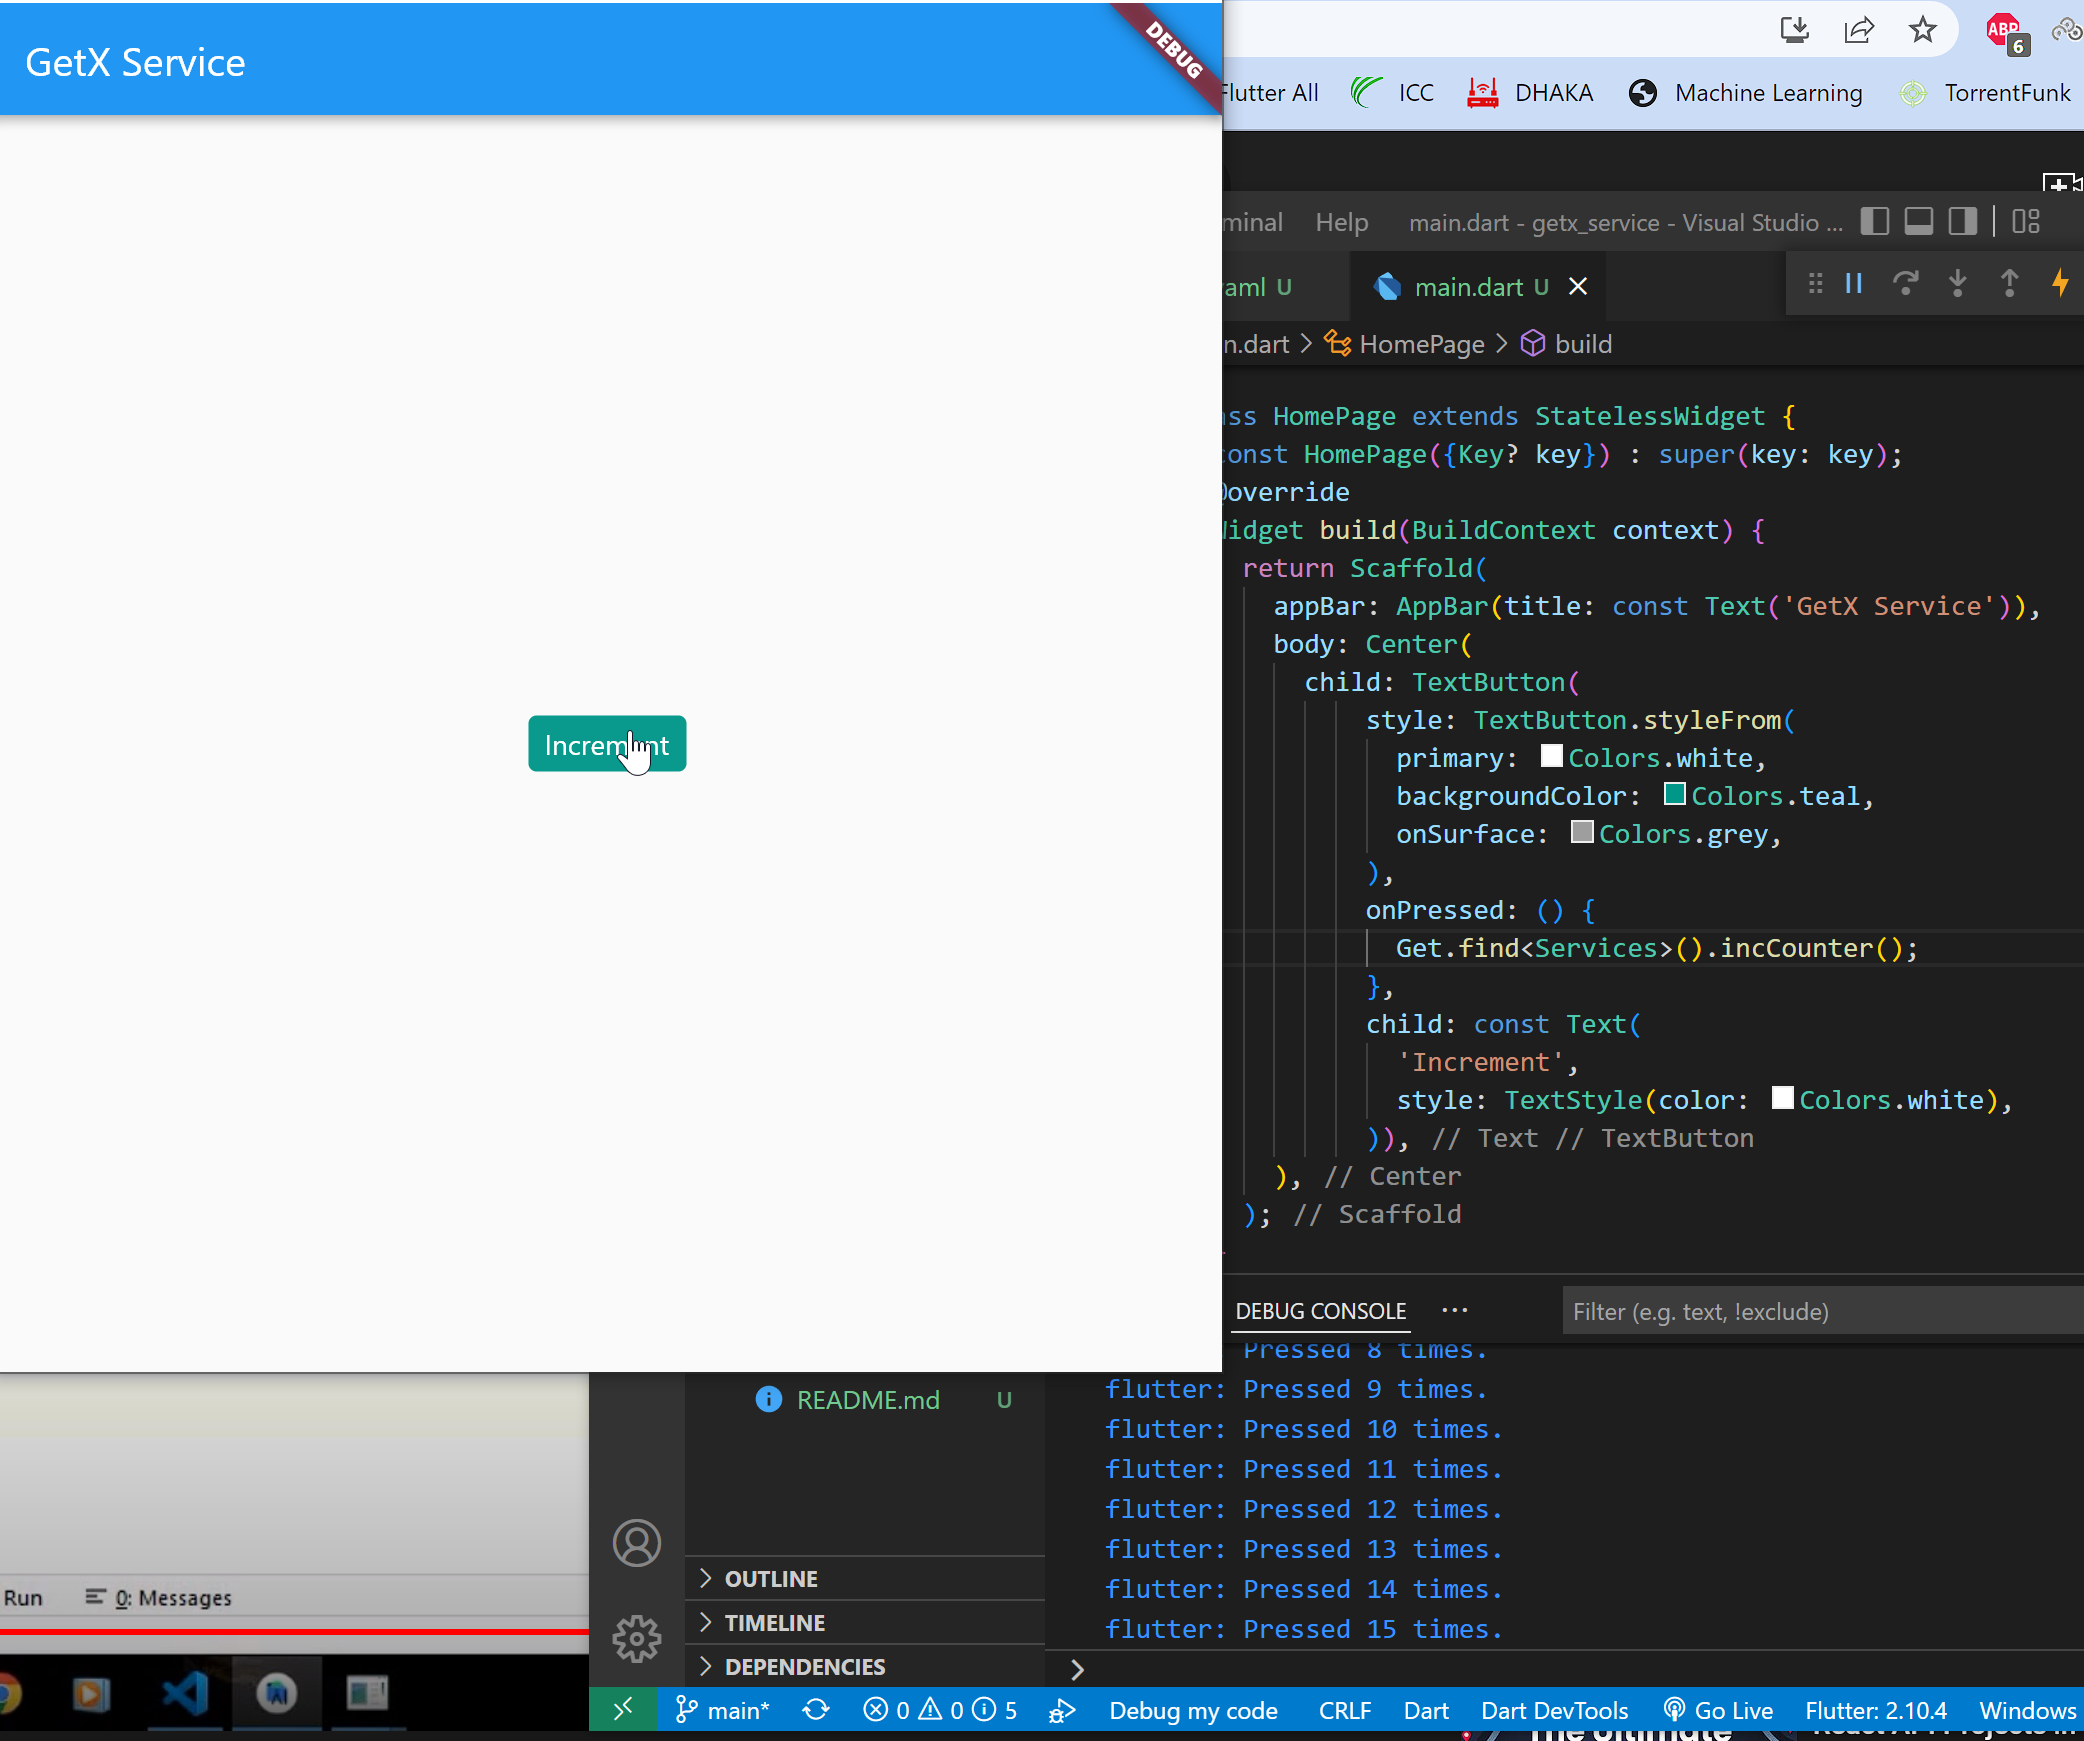 GetX Service
DEBUG
Increment
ABP
6
Flutter All
ICC
DHAKA
Machine Learning
TorrentFunk
Help
main.dart - getx_service - Visual Studio ...
U
main.dart U
HomePage
build
HomePage extends StatelessWidget {
HomePage({Key? key}) : super(key: key);
@override
Widget build(BuildContext context) {
return Scaffold(
appBar: AppBar(title: const Text('GetX Service')),
body: Center(
child: TextButton(
style: TextButton.styleFrom(
primary: Colors.white,
backgroundColor: Colors.teal,
onSurface: Colors.grey,
),
onPressed: () {
Get.find<Services>().incCounter();
},
child: const Text(
'Increment',
style: TextStyle(color: Colors.white),
)), // Text // TextButton
), // Center
); // Scaffold
DEBUG CONSOLE ...
Filter (e.g. text, !exclude)
Pressed 8 times.
flutter: Pressed 9 times.
flutter: Pressed 10 times.
flutter: Pressed 11 times.
flutter: Pressed 12 times.
flutter: Pressed 13 times.
flutter: Pressed 14 times.
flutter: Pressed 15 times.
README.md U
OUTLINE
TIMELINE
DEPENDENCIES
Run
0: Messages
main* 0 0 5 Debug my code CRLF Dart Dart DevTools Go Live Flutter: 2.10.4 Windows